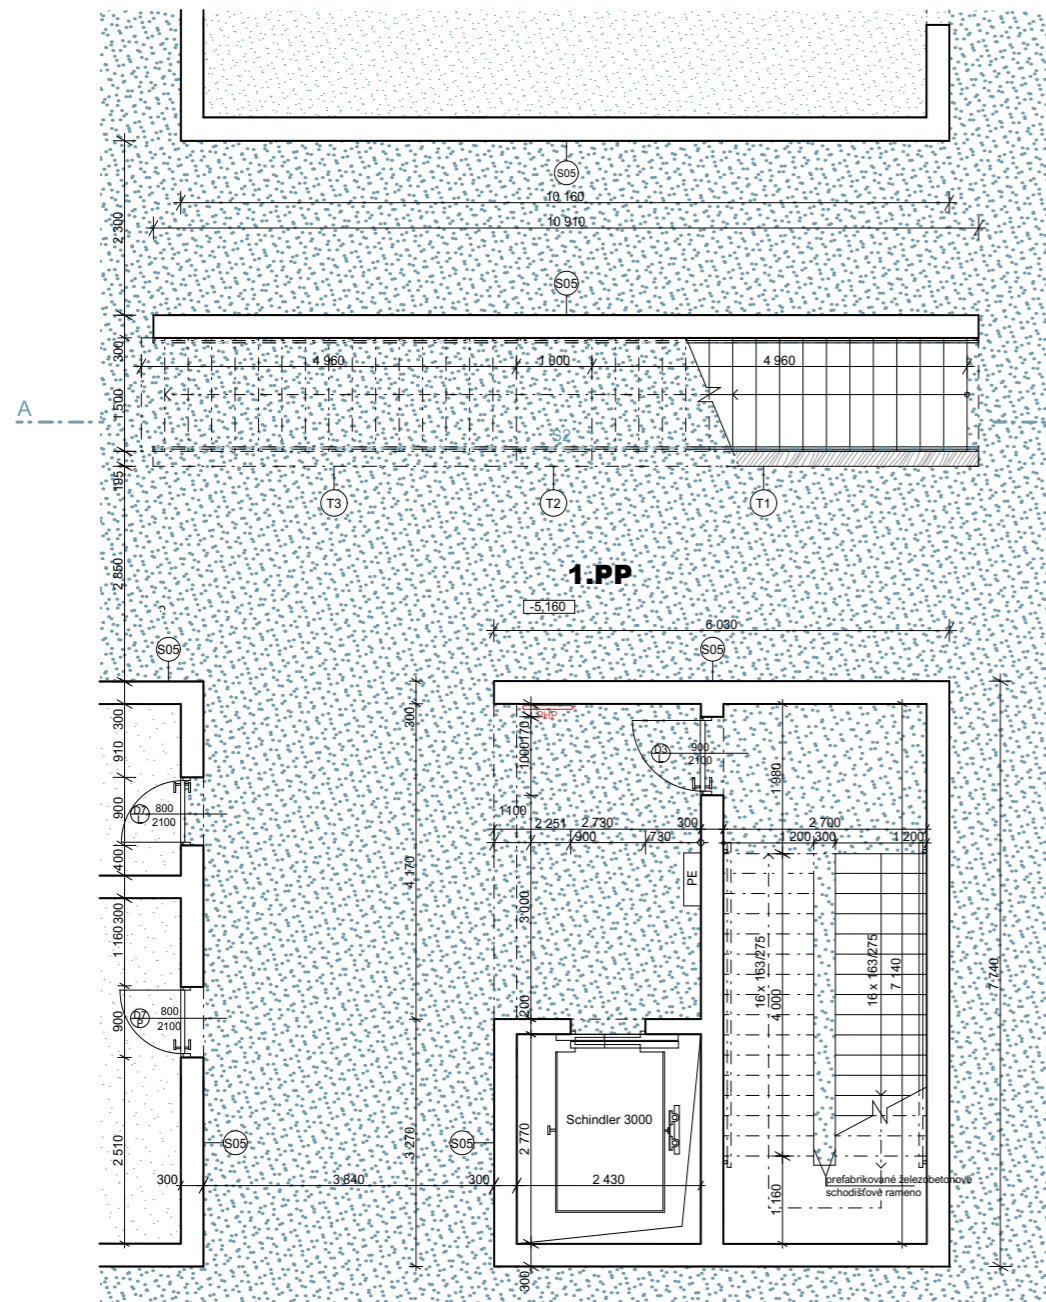 S05
10 160
10 910
2 300
S05
300
4 960
1 000
4 960
1 500
A
S2
195
T3
T2
T1
2 850
1.PP
-5,160
6 030
S05
S05
300
300
PHP
170
910
1000
D3
L
900
2100
1 980
900
D7
L
800
2100
1100
2 251
2 730
300
2 700
900
730
200
300
1 200
400
4 170
PE
300
3 000
1 160
16 x 163/275
4 000
16 x 163/275
7 140
7 740
200
900
D7
P
800
2100
Schindler 3000
2 510
S05
3 270
S05
2 770
300
3 840
300
2 430
1 160
prefabrikované železobetonové
schodišťové rameno
300